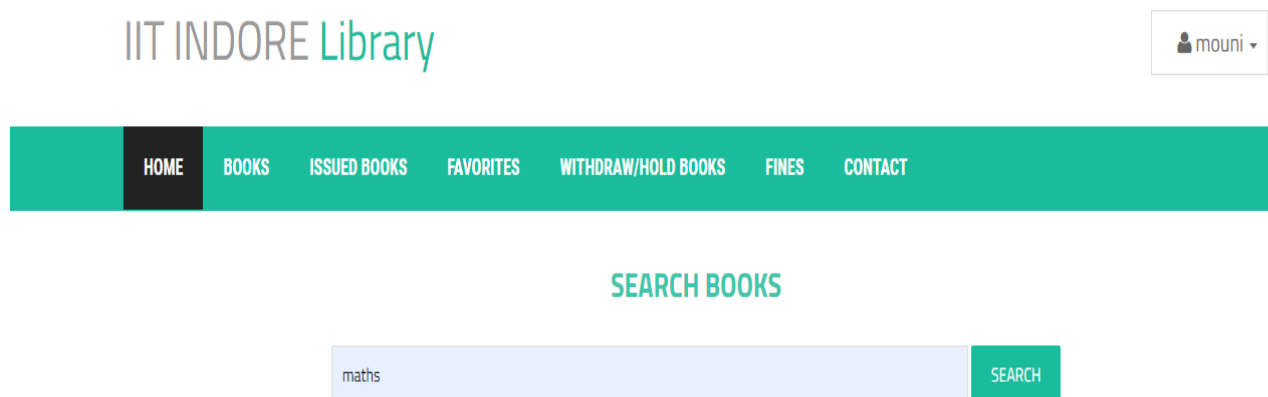 IIT INDORE Library
mouni
HOME BOOKS ISSUED BOOKS FAVORITES WITHDRAW/HOLD BOOKS FINES CONTACT
SEARCH BOOKS
maths SEARCH